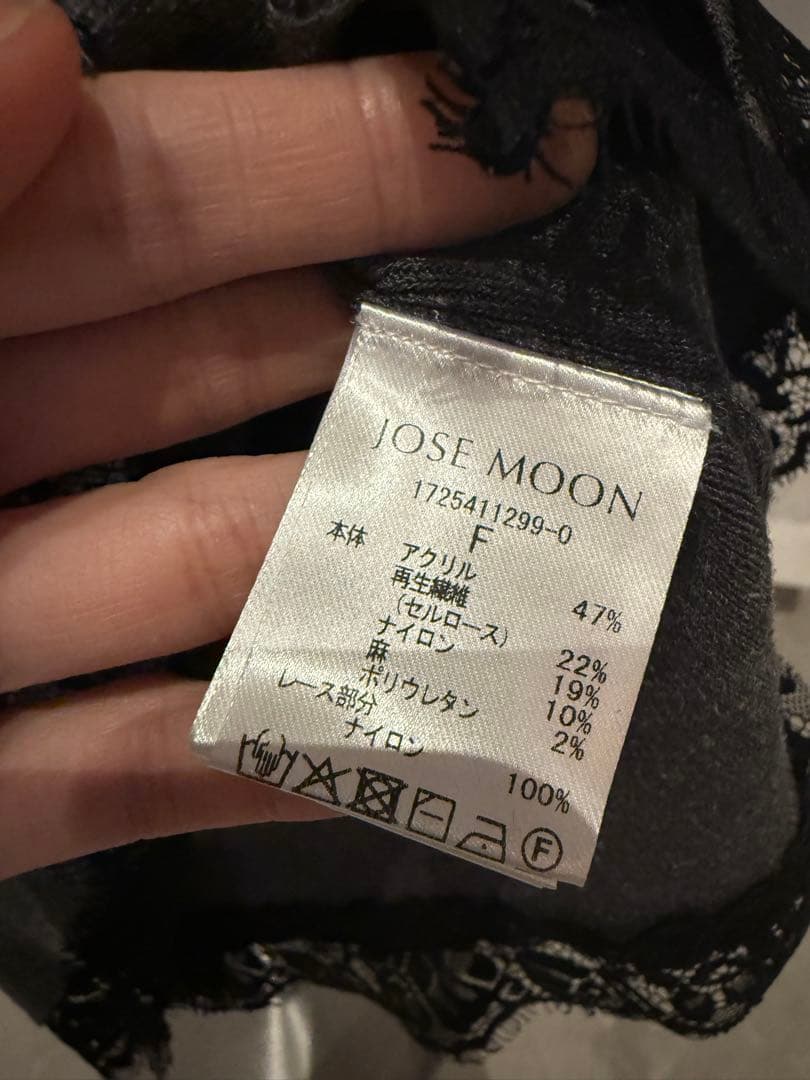 JOSE MOON
1725411299-0
F
本体
アクリル 47%
再生繊維
(セルロース) 22%
ナイロン 19%
麻 10%
ポリウレタン 2%
レース部分
ナイロン 100%
F